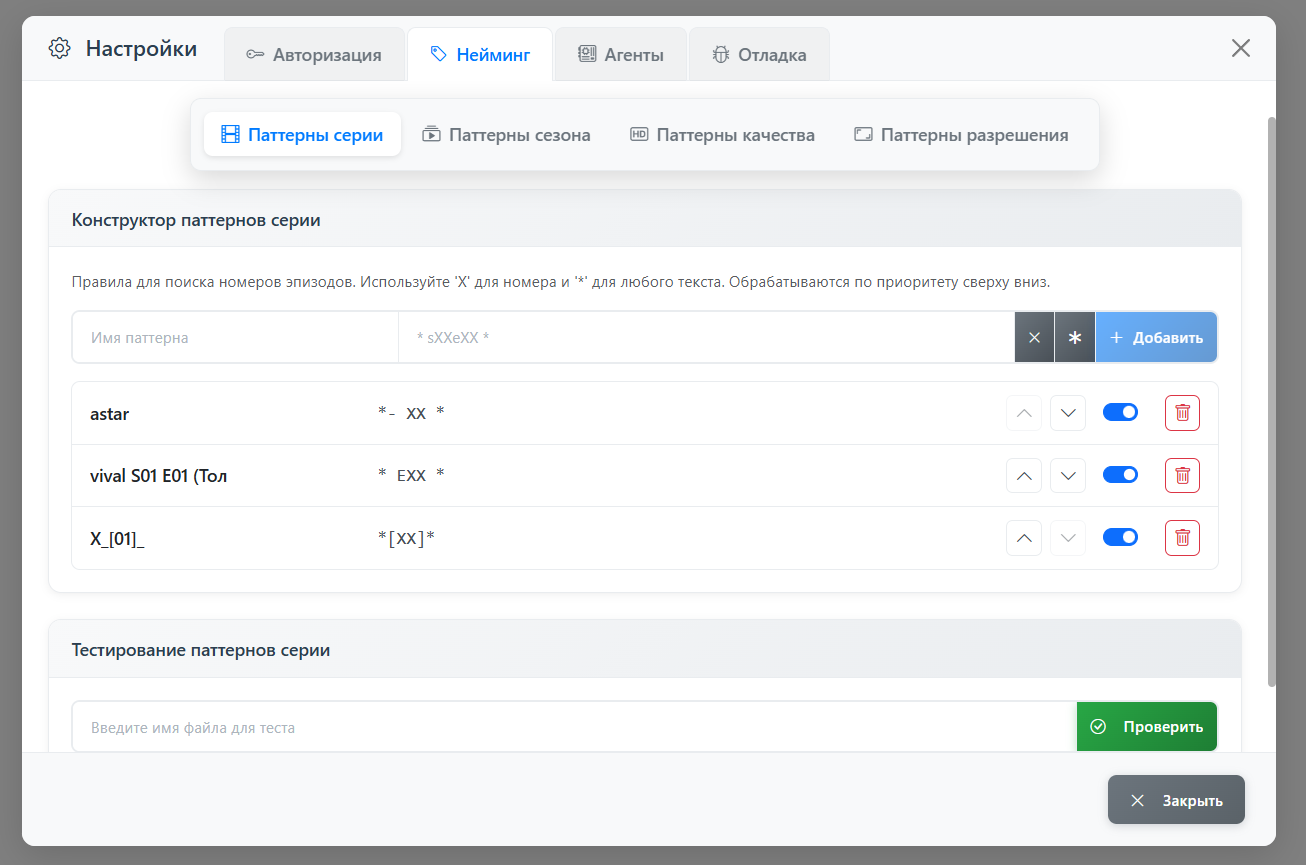 Настройки
Авторизация
Нейминг
Агенты
Отладка
Паттерны серии
Паттерны сезона
HD Паттерны качества
Паттерны разрешения
Конструктор паттернов серии
Правила для поиска номеров эпизодов. Используйте 'X' для номера и '*' для любого текста. Обрабатываются по приоритету сверху вниз.
Имя паттерна
* sXXeXX *
Добавить
astar
*- XX *
vival S01 E01 (Тол
* EXX *
X_[01]_
*[XX]*
Тестирование паттернов серии
Введите имя файла для теста
Проверить
Закрыть